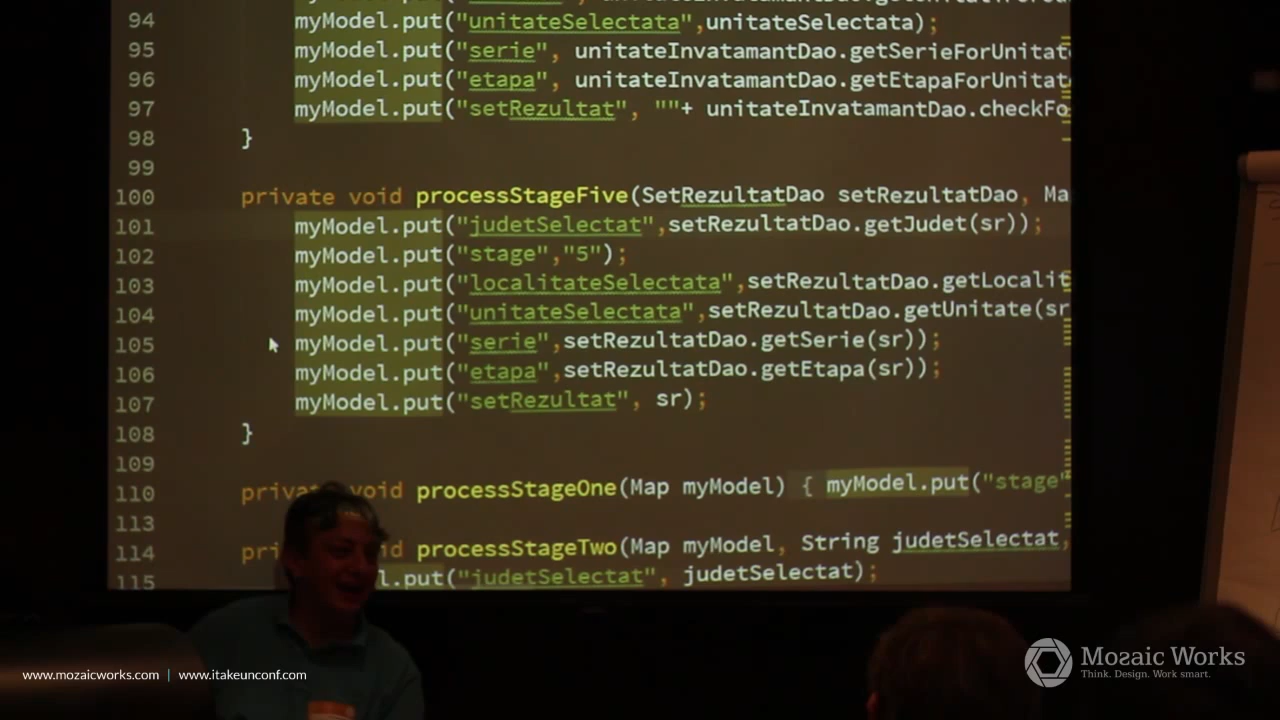 94 myModel.put("unitateSelectata",unitateSelectata);
95 myModel.put("serie", unitateInvatamantDao.getSerieForUnitat
96 myModel.put("etapa", unitateInvatamantDao.getEtapaForUnitat
97 myModel.put("setRezultat", ""+ unitateInvatamantDao.checkFo
98 }
99
100 private void processStageFive(SetRezultatDao setRezultatDao, Ma
101 myModel.put("judetSelectat",setRezultatDao.getJudet(sr));
102 myModel.put("stage","5");
103 myModel.put("localitateSelectata",setRezultatDao.getLocalit
104 myModel.put("unitateSelectata",setRezultatDao.getUnitate(sr
105 myModel.put("serie",setRezultatDao.getSerie(sr));
106 myModel.put("etapa",setRezultatDao.getEtapa(sr));
107 myModel.put("setRezultat", sr);
108 }
109
110 private void processStageOne(Map myModel) { myModel.put("stage"
113
114 pri d processStageTwo(Map myModel, String judetSelectat,
115 l.put("judetSelectat", judetSelectat);
www.mozaicworks.com | www.itakeunconf.com
Mozaic Works
Think. Design. Work smart.